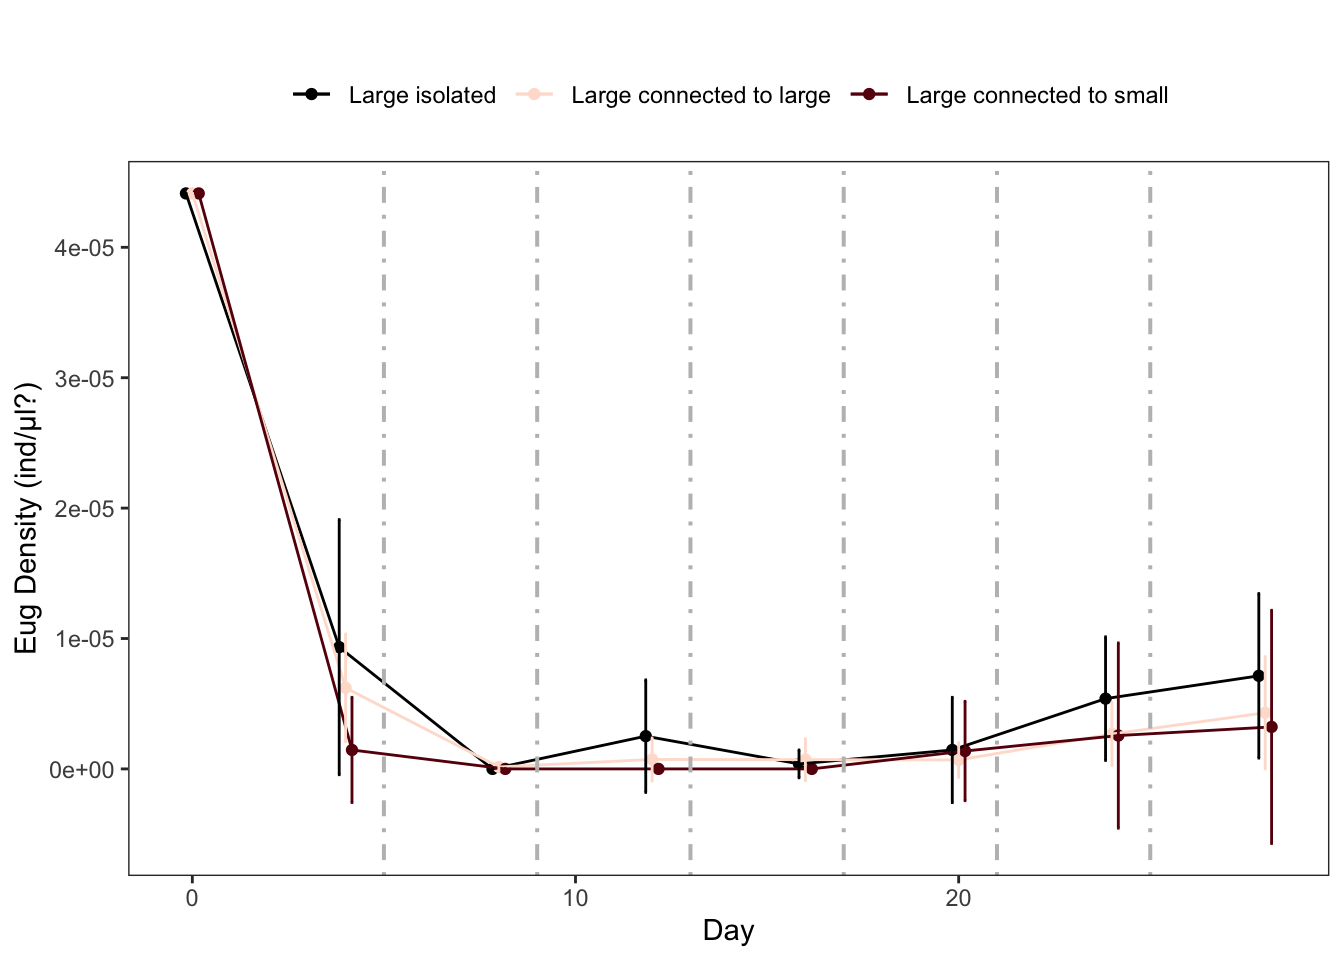 Large isolated Large connected to large Large connected to small
Eug Density (ind/µl?)
4e-05
3e-05
2e-05
1e-05
0e+00
0 10 20
Day